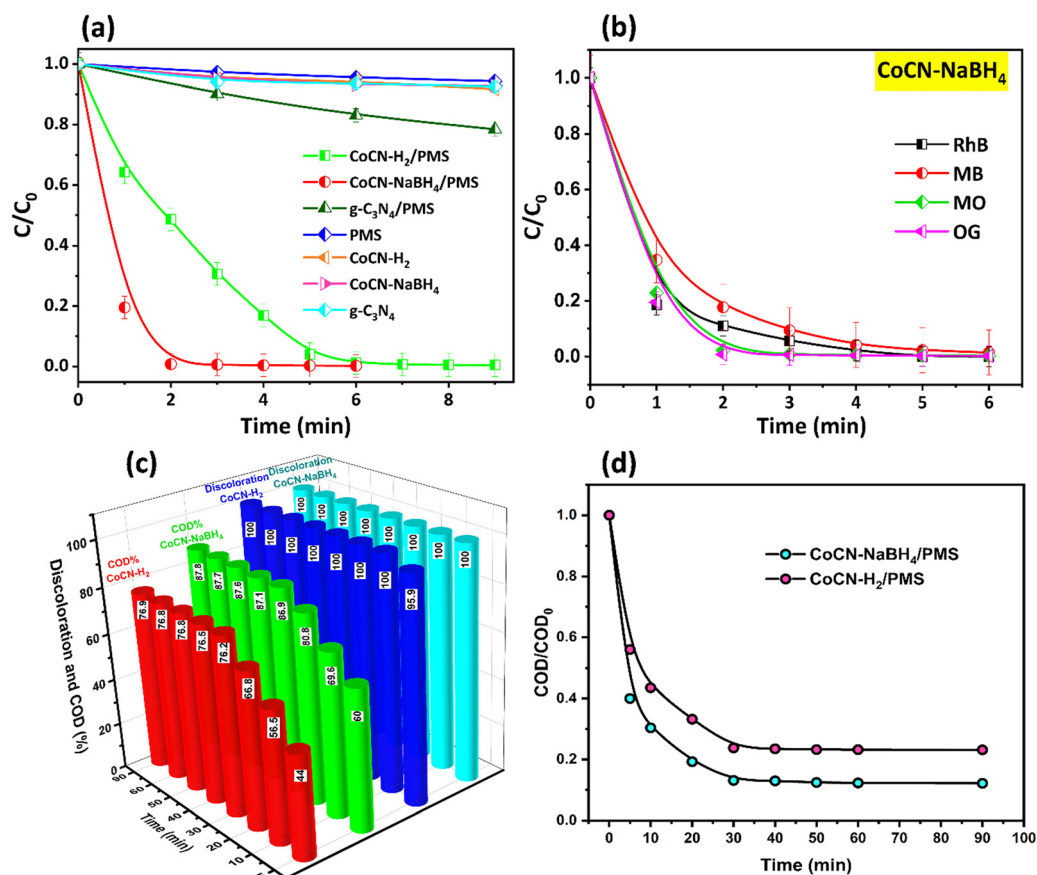 (a)
C/C₀
1.0
0.8
0.6
0.4
0.2
0.0
CoCN-H₂/PMS
CoCN-NaBH₄/PMS
g-C₃N₄/PMS
PMS
CoCN-H₂
CoCN-NaBH₄
g-C₃N₄
0 2 4 6 8
Time (min)
(b)
CoCN-NaBH₄
C/C₀
1.0
0.8
0.6
0.4
0.2
0.0
RhB
MB
MO
OG
0 1 2 3 4 5 6
Time (min)
(c)
Discoloration and COD (%)
100
80
60
40
20
0
COD%
CoCN-H₂
COD%
CoCN-NaBH₄
Discoloration
CoCN-H₂
Discoloration
CoCN-NaBH₄
76.9 76.8 76.8 76.5 76.2 66.8 56.5 44
87.8 87.7 87.6 87.1 86.9 80.8 69.6 60
100 100 100 100 100 100 100 95.9
100 100 100 100 100 100 100 100
90 60 50 40 30 20 10
Time (min)
(d)
COD/COD₀
1.0
0.8
0.6
0.4
0.2
0.0
CoCN-NaBH₄/PMS
CoCN-H₂/PMS
0 10 20 30 40 50 60 70 80 90 100
Time (min)